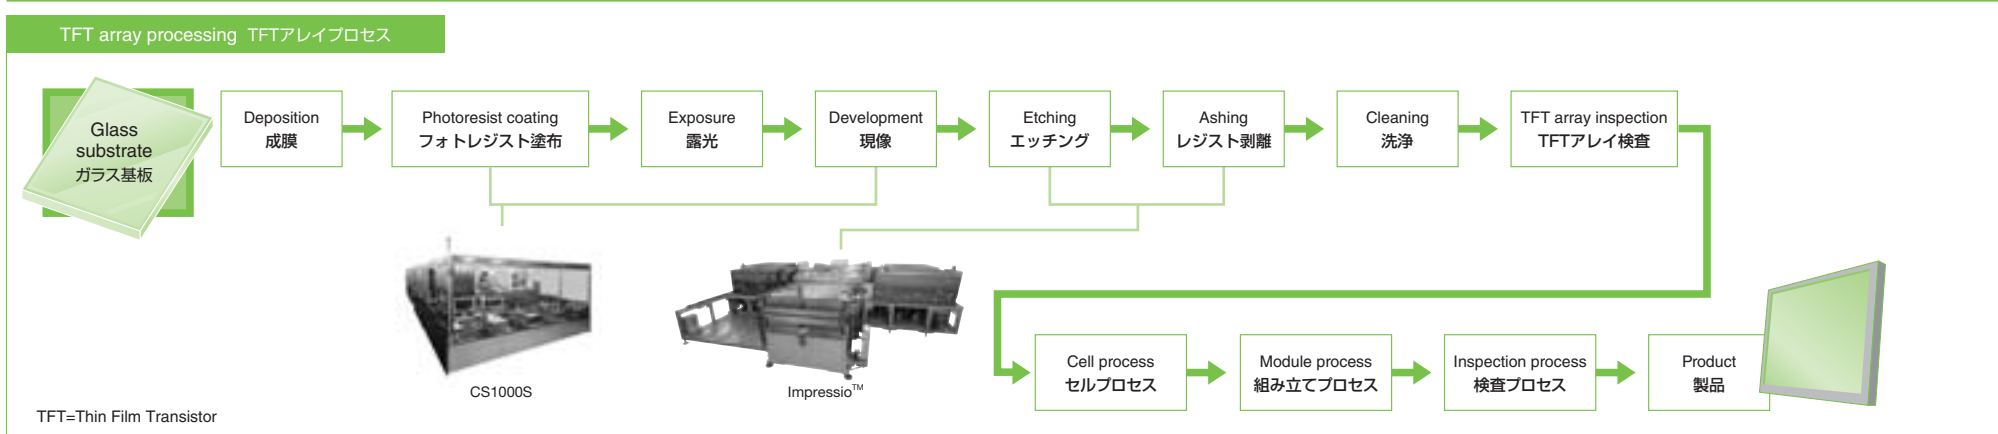 TFT array processing TFTアレイプロセス
Glass
substrate
ガラス基板
Deposition
成膜
Photoresist coating
フォトレジスト塗布
Exposure
露光
Development
現像
Etching
エッチング
Ashing
レジスト剥離
Cleaning
洗浄
TFT array inspection
TFTアレイ検査
CS1000S
Impressio™
Cell process
セルプロセス
Module process
組み立てプロセス
Inspection process
検査プロセス
Product
製品
TFT=Thin Film Transistor